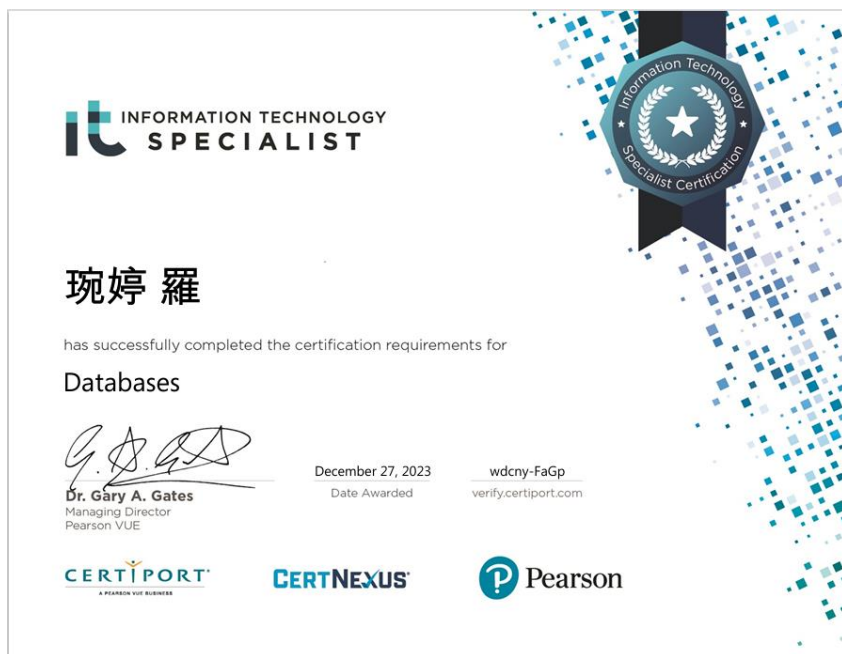 Information Technology
Specialist Certification
it INFORMATION TECHNOLOGY
SPECIALIST
琬婷 羅
has successfully completed the certification requirements for
Databases
Dr. Gary A. Gates
Managing Director
Pearson VUE
December 27, 2023
Date Awarded
wdcny-FaGp
verify.certiport.com
CERTIPORT
A PEARSON VUE BUSINESS
CERTNEXUS
P Pearson